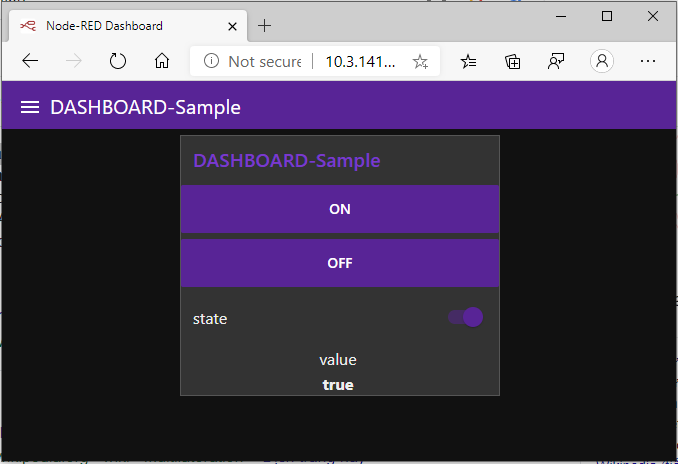 Node-RED Dashboard
Not secure 10.3.141...
DASHBOARD-Sample
DASHBOARD-Sample
ON
OFF
state
value
true